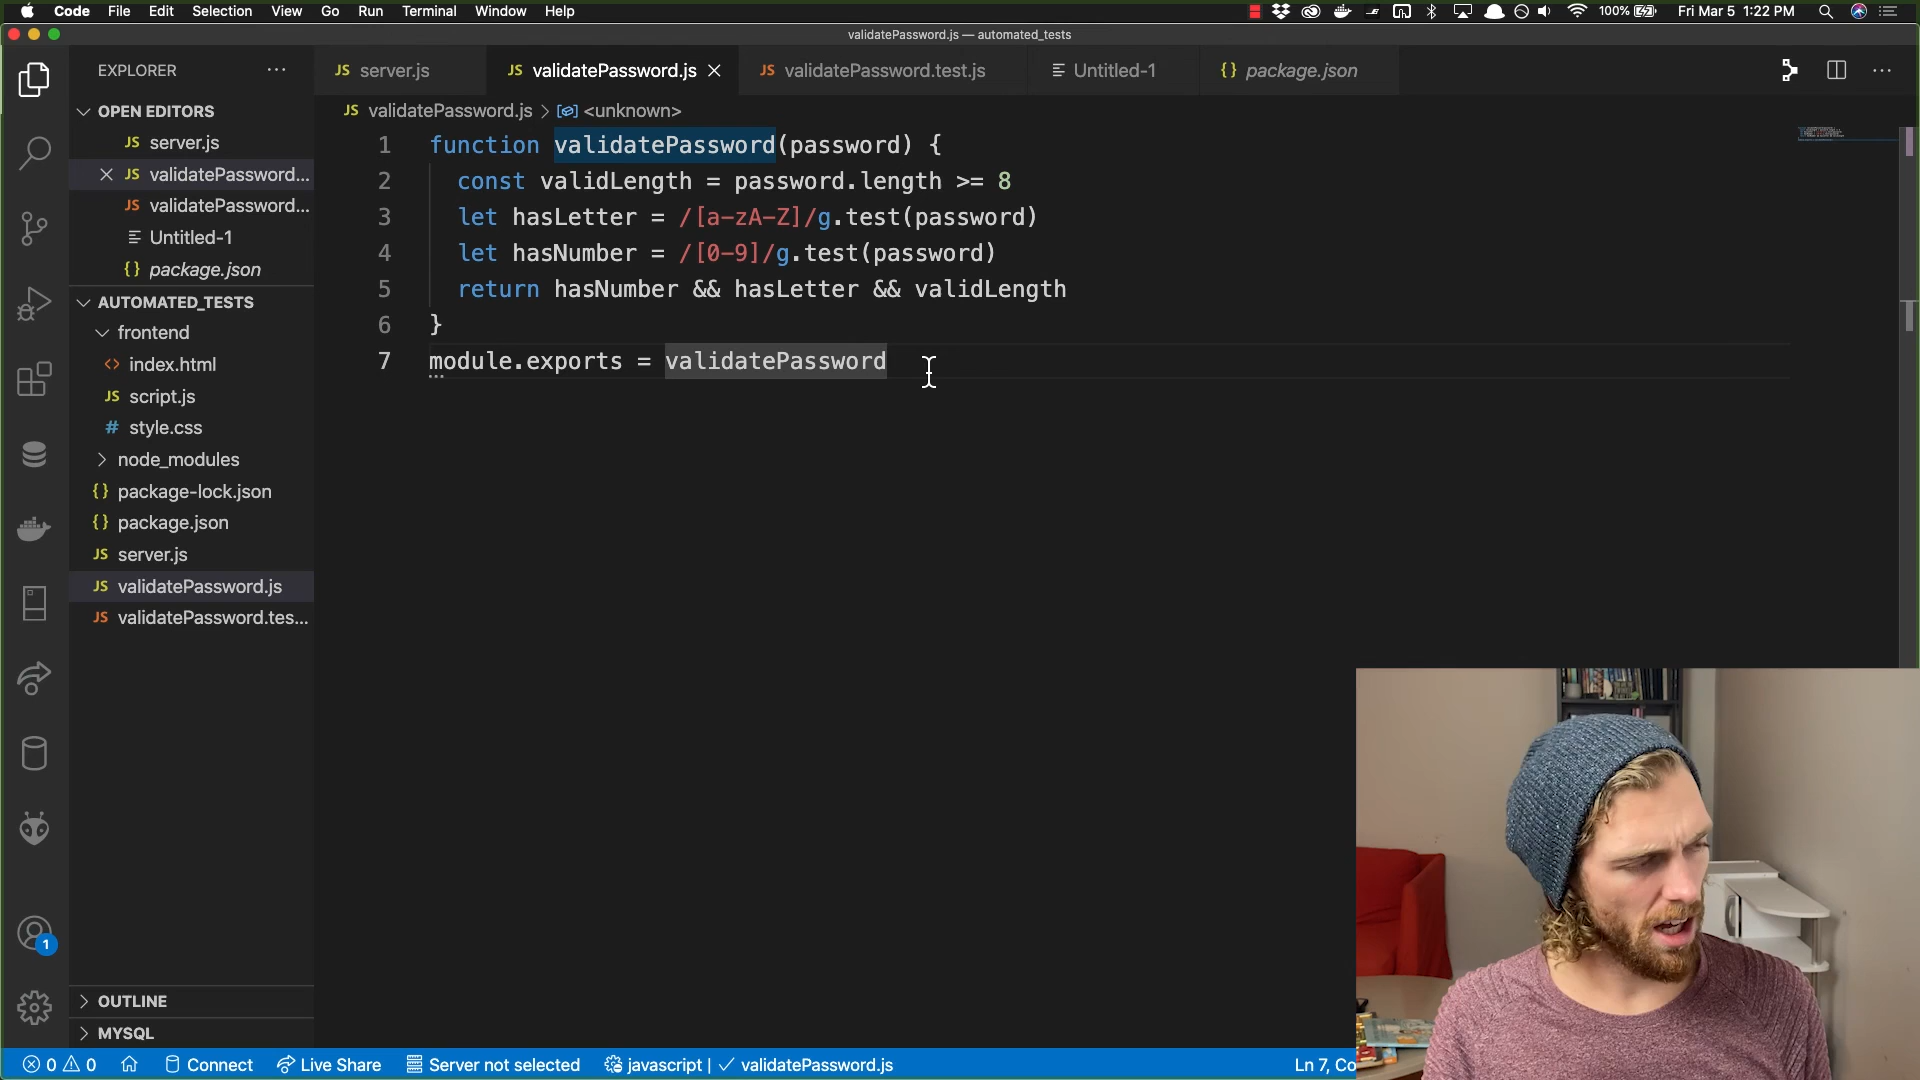 Code File Edit Selection View Go Run Terminal Window Help 100% Fri Mar 5 1:22 PM
validatePassword.js — automated_tests
EXPLORER
JS server.js
JS validatePassword.js
JS validatePassword.test.js
Untitled-1
{} package.json
OPEN EDITORS
JS server.js
JS validatePassword...
JS validatePassword...
Untitled-1
{} package.json
AUTOMATED_TESTS
frontend
<> index.html
JS script.js
# style.css
node_modules
{} package-lock.json
{} package.json
JS server.js
JS validatePassword.js
JS validatePassword.tes...
OUTLINE
MYSQL
1
JS validatePassword.js > <unknown>
1 function validatePassword(password) {
2 const validLength = password.length >= 8
3 let hasLetter = /[a-zA-Z]/g.test(password)
4 let hasNumber = /[0-9]/g.test(password)
5 return hasNumber && hasLetter && validLength
6 }
7 module.exports = validatePassword
0 0 Connect Live Share Server not selected javascript | ✓ validatePassword.js Ln 7, Co